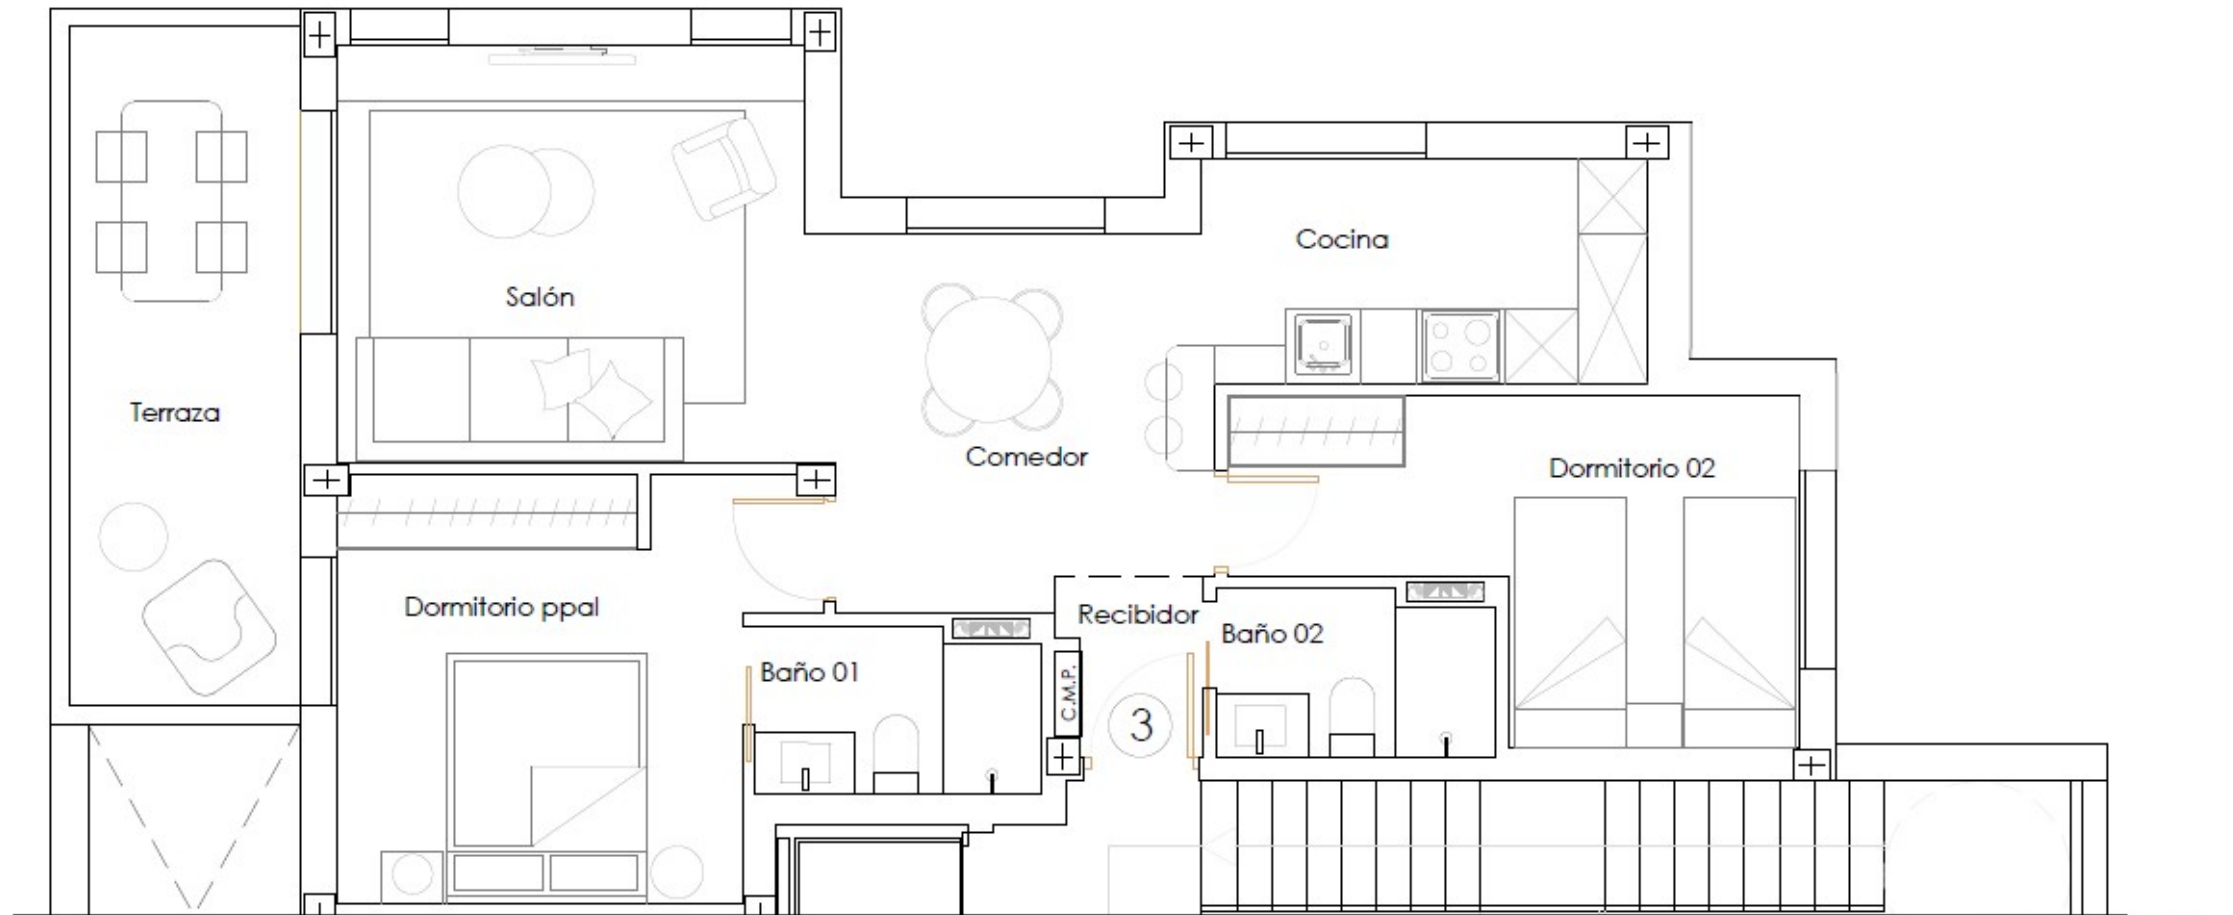 Cocina
Salón
Terraza
Comedor
Dormitorio 02
Dormitorio ppal
Recibidor
Baño 02
Baño 01
C.M.P.
3